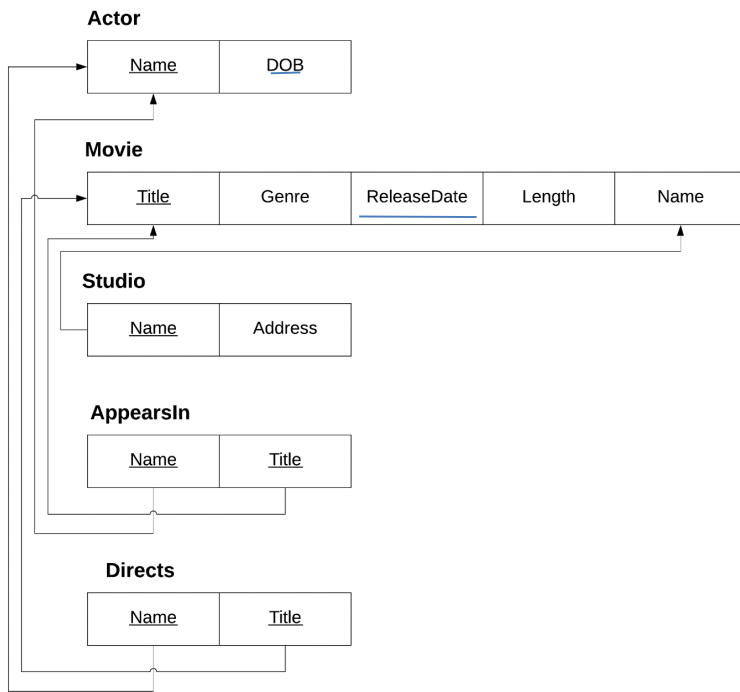 Actor
Name DOB
Movie
Title Genre ReleaseDate Length Name
Studio
Name Address
AppearsIn
Name Title
Directs
Name Title